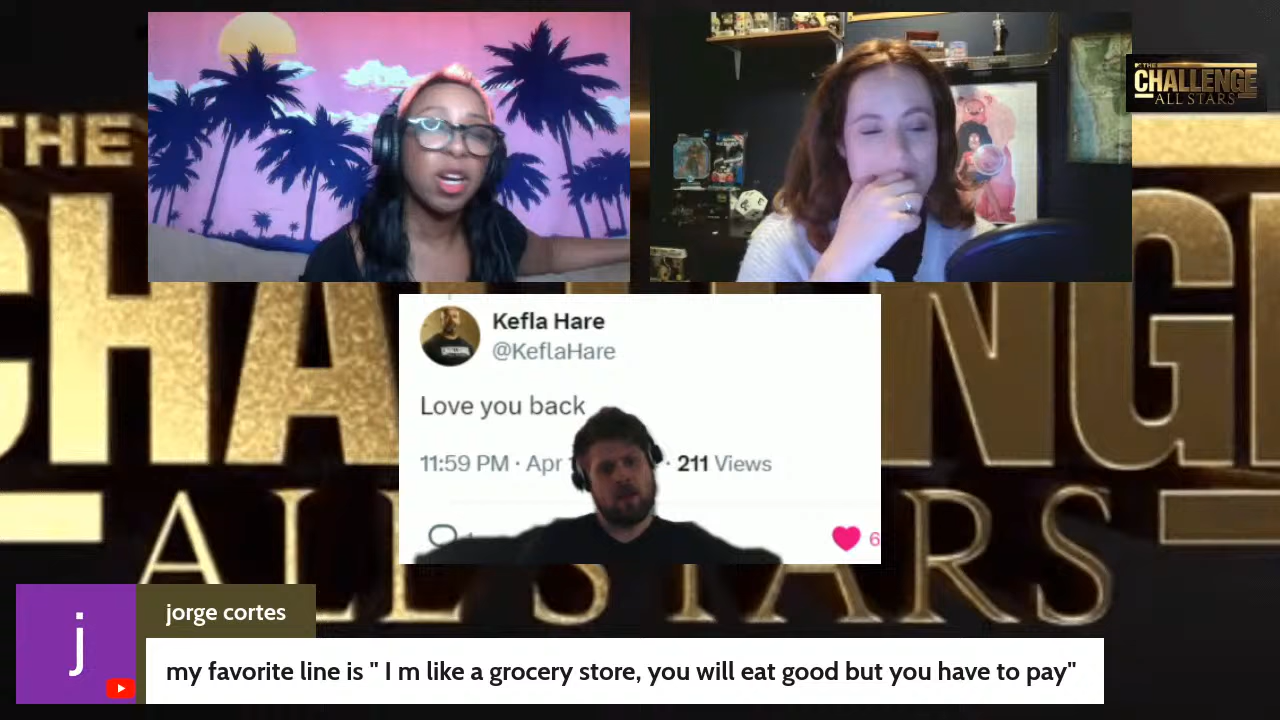 THE
CHALLENGE
ALL STARS
THE
CHALLENGE
ALL STARS
Kefla Hare
@KeflaHare
Love you back
11:59 PM · Apr · 211 Views
6
j
jorge cortes
my favorite line is " I m like a grocery store, you will eat good but you have to pay"